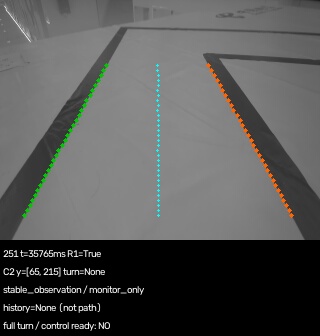 251 t=35765ms R1=True
C2 y=[65, 215] turn=None
stable_observation / monitor_only
history=None (not path)
full turn / control ready: NO